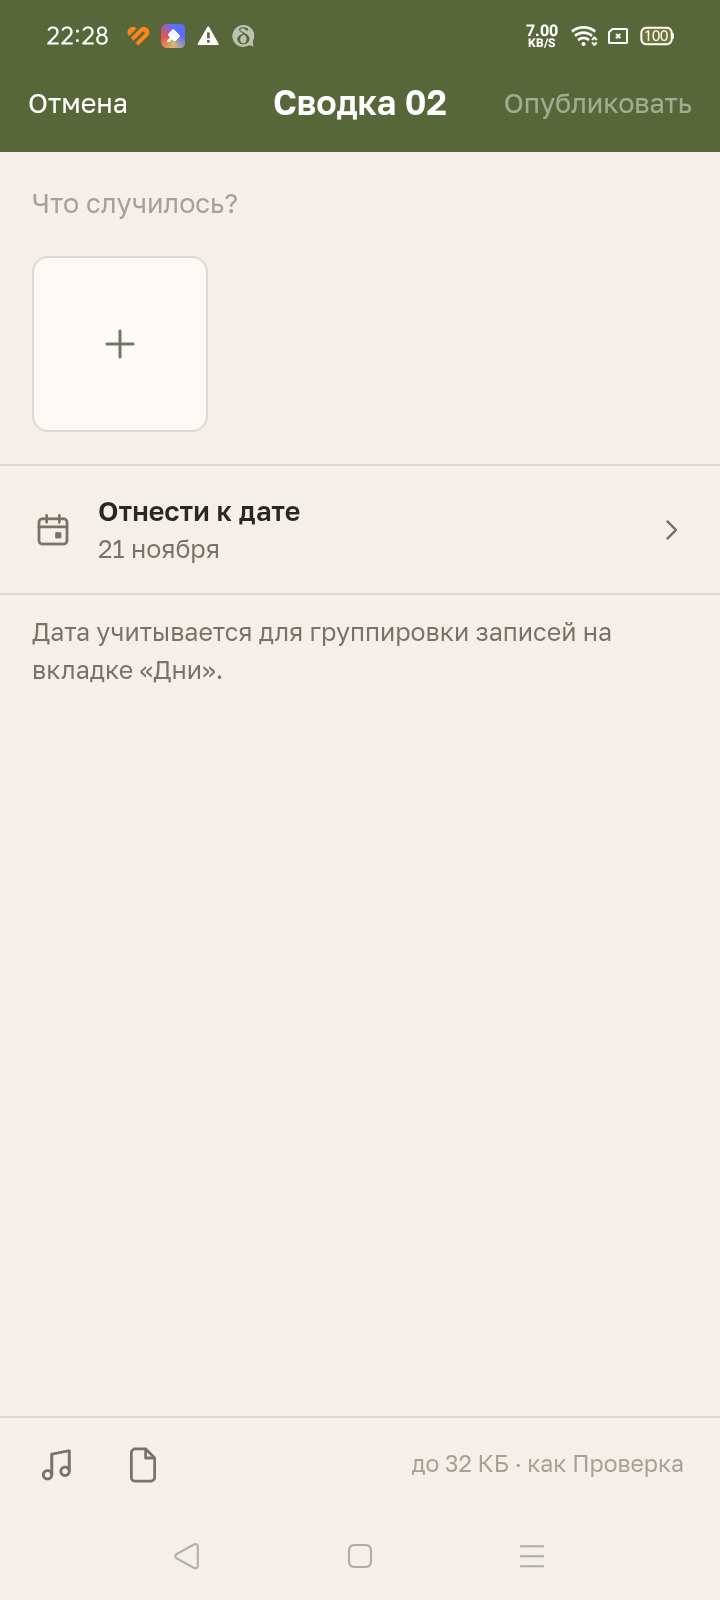 22:28
7.00
KB/S
100
Отмена
Сводка 02
Опубликовать
Что случилось?
Отнести к дате
21 ноября
Дата учитывается для группировки записей на
вкладке «Дни».
до 32 КБ · как Проверка